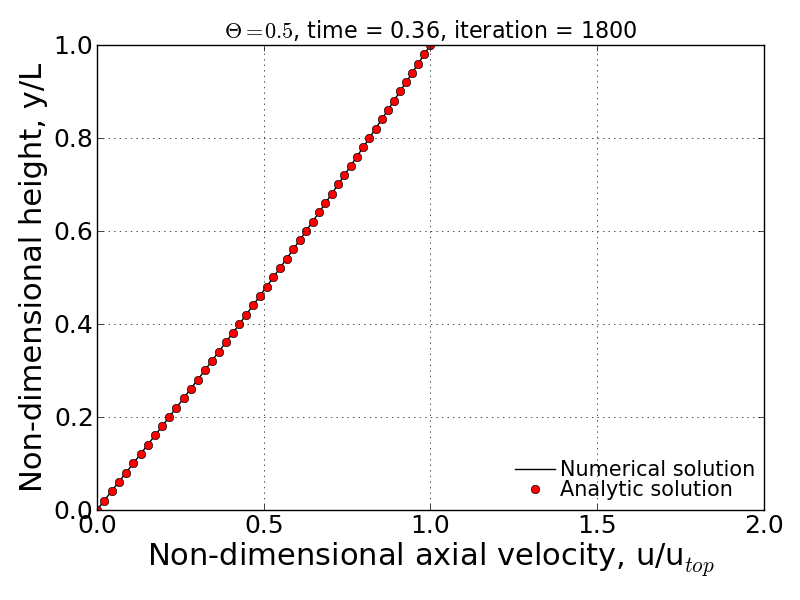 Θ = 0.5, time = 0.36, iteration = 1800
Non-dimensional height, y/L
1.0
0.8
0.6
0.4
0.2
0.0
Numerical solution
Analytic solution
0.0 0.5 1.0 1.5 2.0
Non-dimensional axial velocity, u/u_top